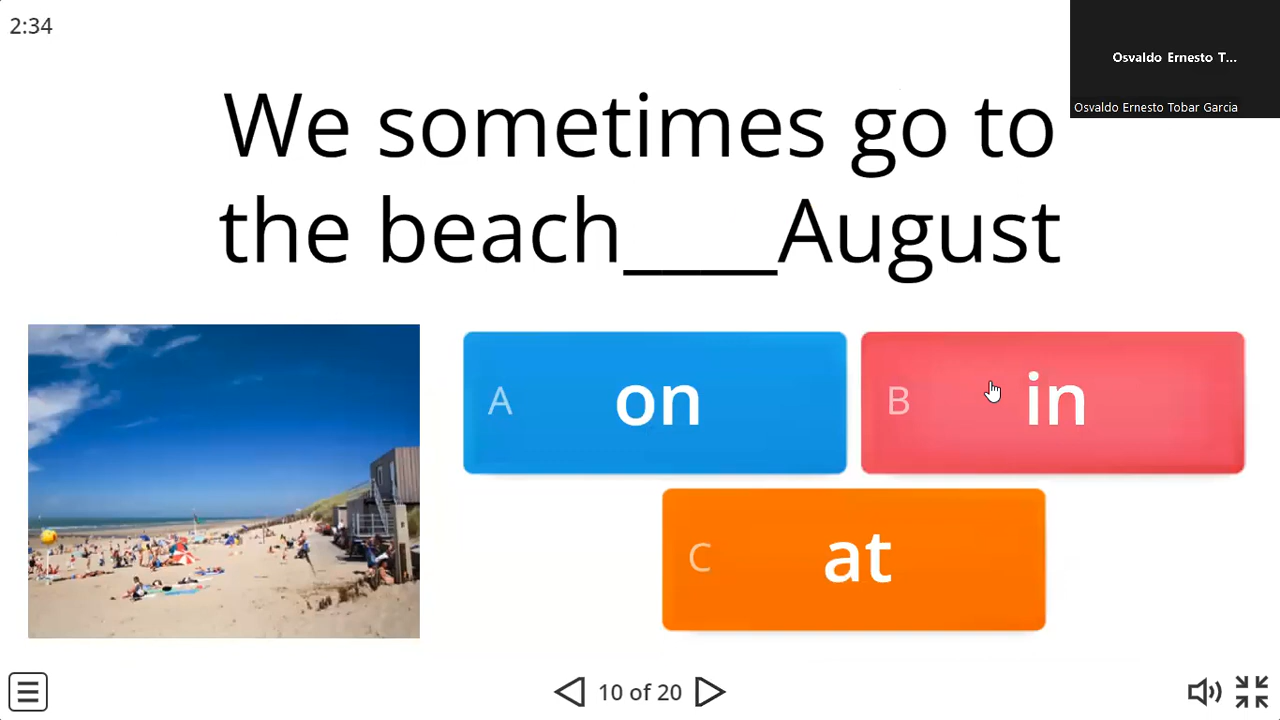 2:34
Osvaldo Ernesto T...
Osvaldo Ernesto Tobar Garcia
We sometimes go to
the beach____August
A on
B in
C at
10 of 20